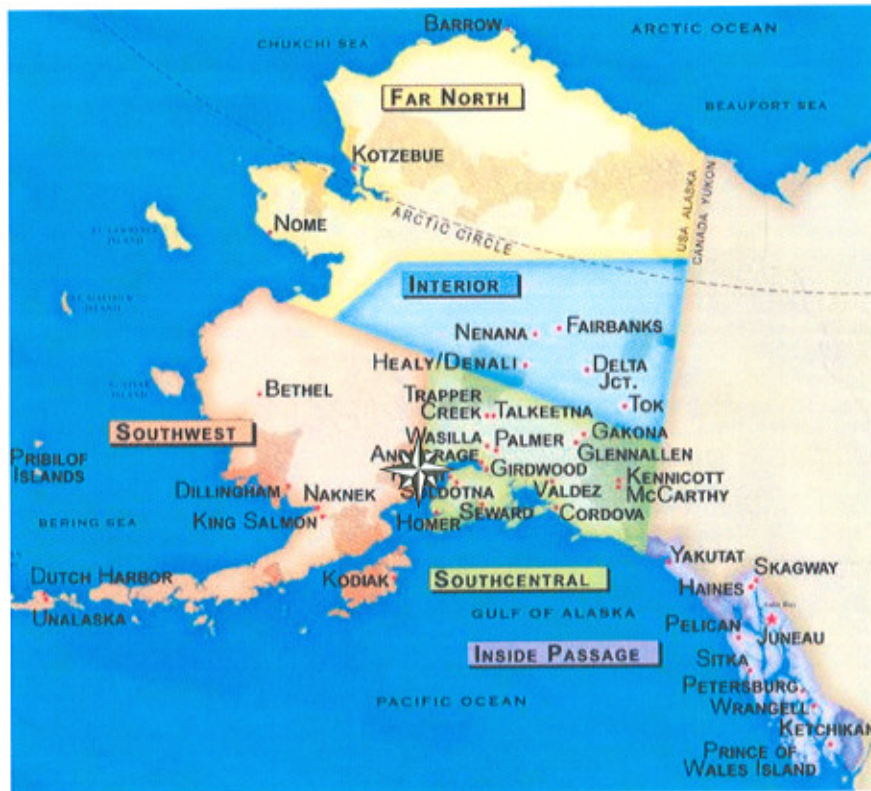 BARROW
ARCTIC OCEAN
CHUKCHI SEA
FAR NORTH
BEAUFORT SEA
KOTZEBUE
USA ALASKA
CANADA YUKON
NOME
ARCTIC CIRCLE
ST. LAWRENCE
ISLAND
INTERIOR
FAIRBANKS
NENANA
HEALY/DENALI
DELTA
JCT.
BETHEL
TRAPPER
CREEK
TALKEETNA
TOK
SOUTHWEST
WASILLA
PALMER
GAKONA
GLENNALLEN
PRIBILOF
ISLANDS
GIRDWOOD
KENNICOTT
DILLINGHAM
NAKNEK
VALDEZ
MCCARTHY
KING SALMON
HOMER
SEWARD
CORDOVA
BERING SEA
YAKUTAT
SKAGWAY
DUTCH HARBOR
KODIAK
SOUTHCENTRAL
HAINES
UNALASKA
GULF OF ALASKA
PELICAN
JUNEAU
INSIDE PASSAGE
SITKA
PETERSBURG
PACIFIC OCEAN
WRANGELL
KETCHIKAN
PRINCE OF
WALES ISLAND